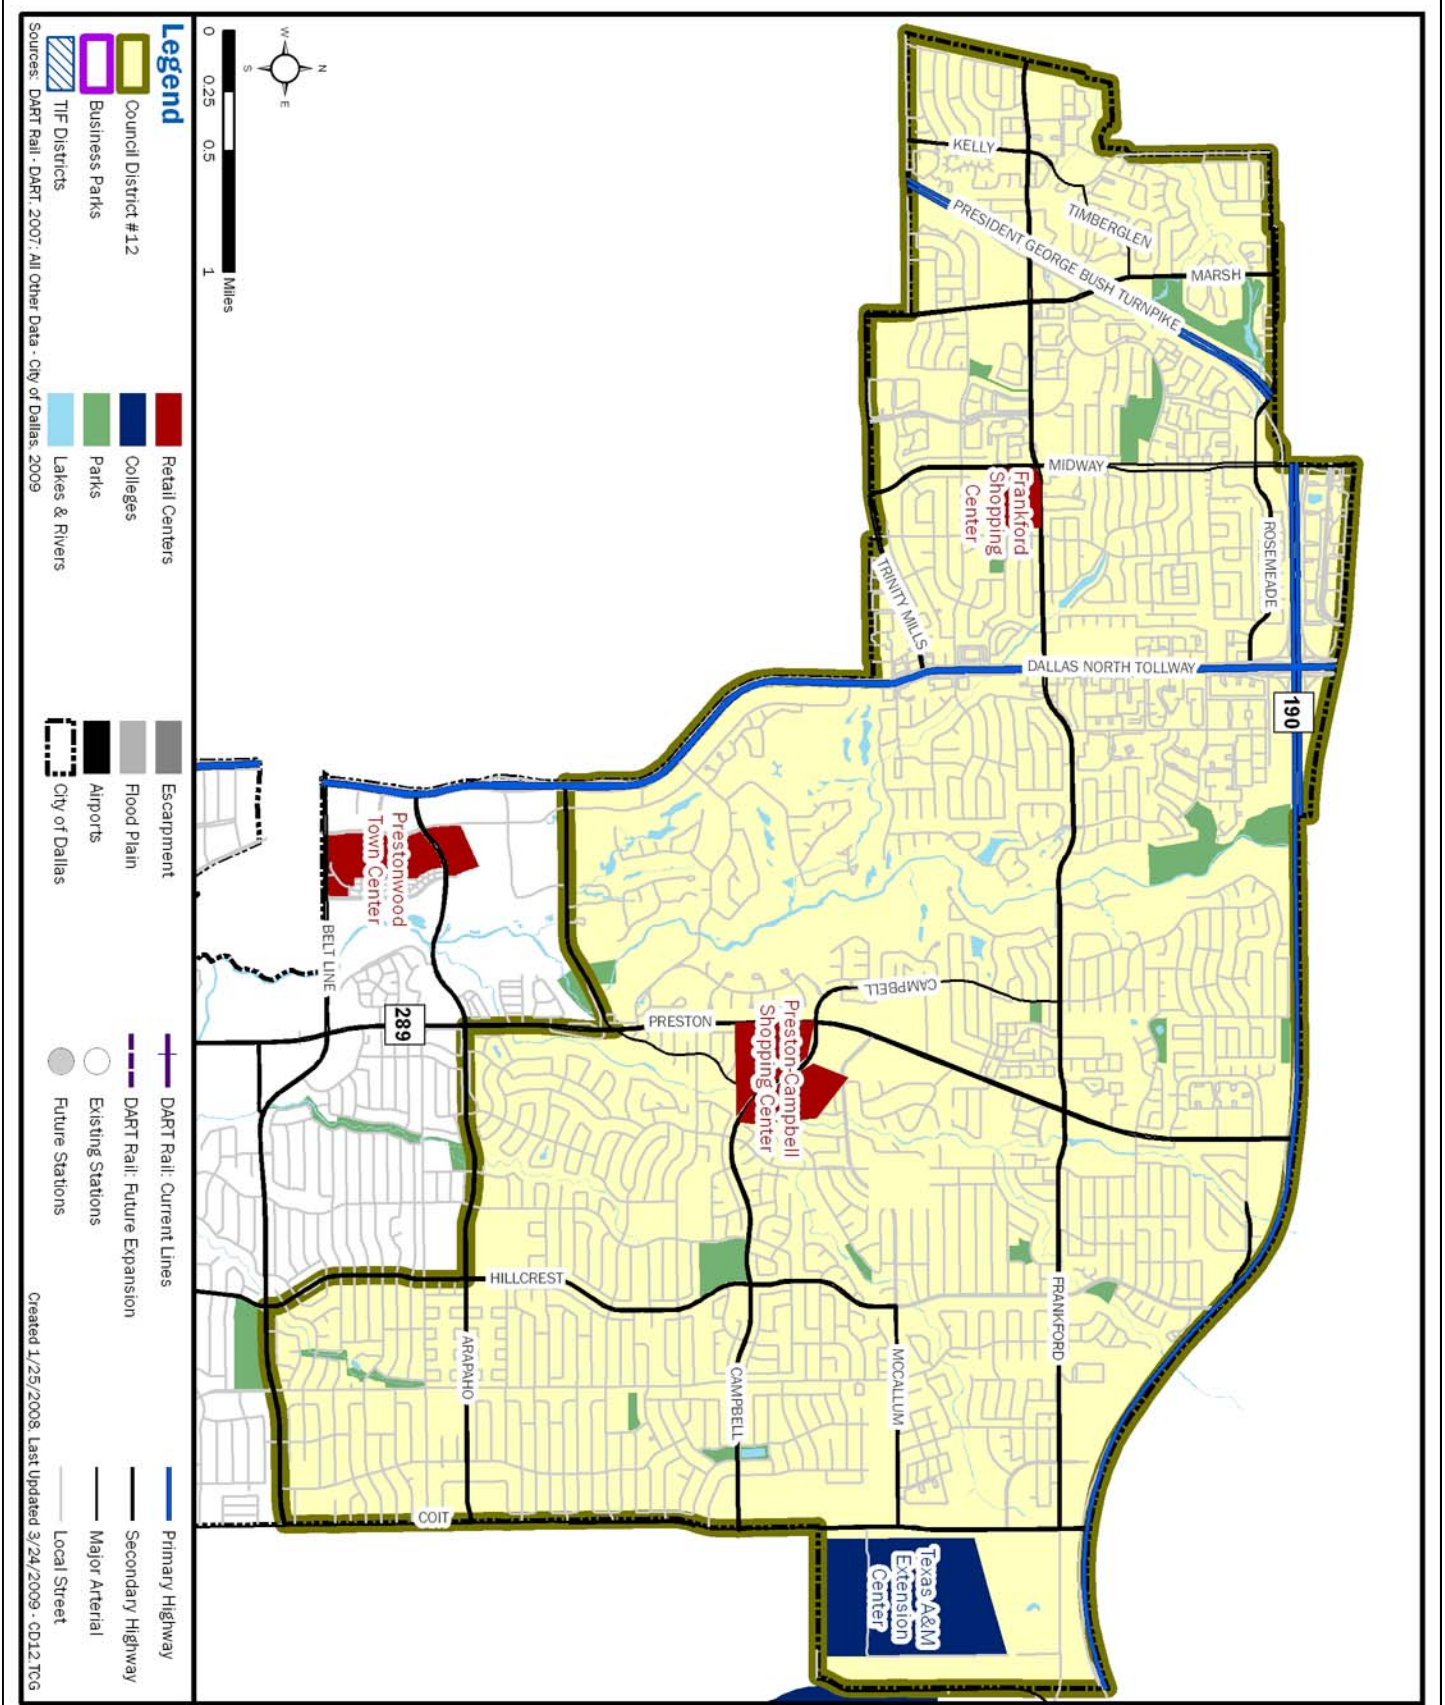 KELLY
TIMBERGLEN
PRESIDENT GEORGE BUSH TURNPIKE
MARSH
MIDWAY
Frankford
Shopping
Center
ROSEMEADE
TRINITY MILLS
DALLAS NORTH TOLLWAY
190
Prestonwood
Town Center
BELT LINE
289
PRESTON
CAMPBELL
Preston-Campbell
Shopping Center
HILLCREST
FRANKFORD
ARAPAHO
CAMPBELL
MCCALLUM
COIT
Texas A&M
Extension
Center
N
W
E
S
0 0.25 0.5 1
Miles
Legend
Council District #12
Business Parks
TIF Districts
Retail Centers
Colleges
Parks
Lakes & Rivers
Escarpment
Flood Plain
Airports
City of Dallas
DART Rail: Current Lines
DART Rail: Future Expansion
Existing Stations
Future Stations
Primary Highway
Secondary Highway
Major Arterial
Local Street
Sources: DART Rail - DART, 2007; All Other Data - City of Dallas, 2009
Created 1/25/2008, Last Updated 3/24/2009 - CD12.TCG